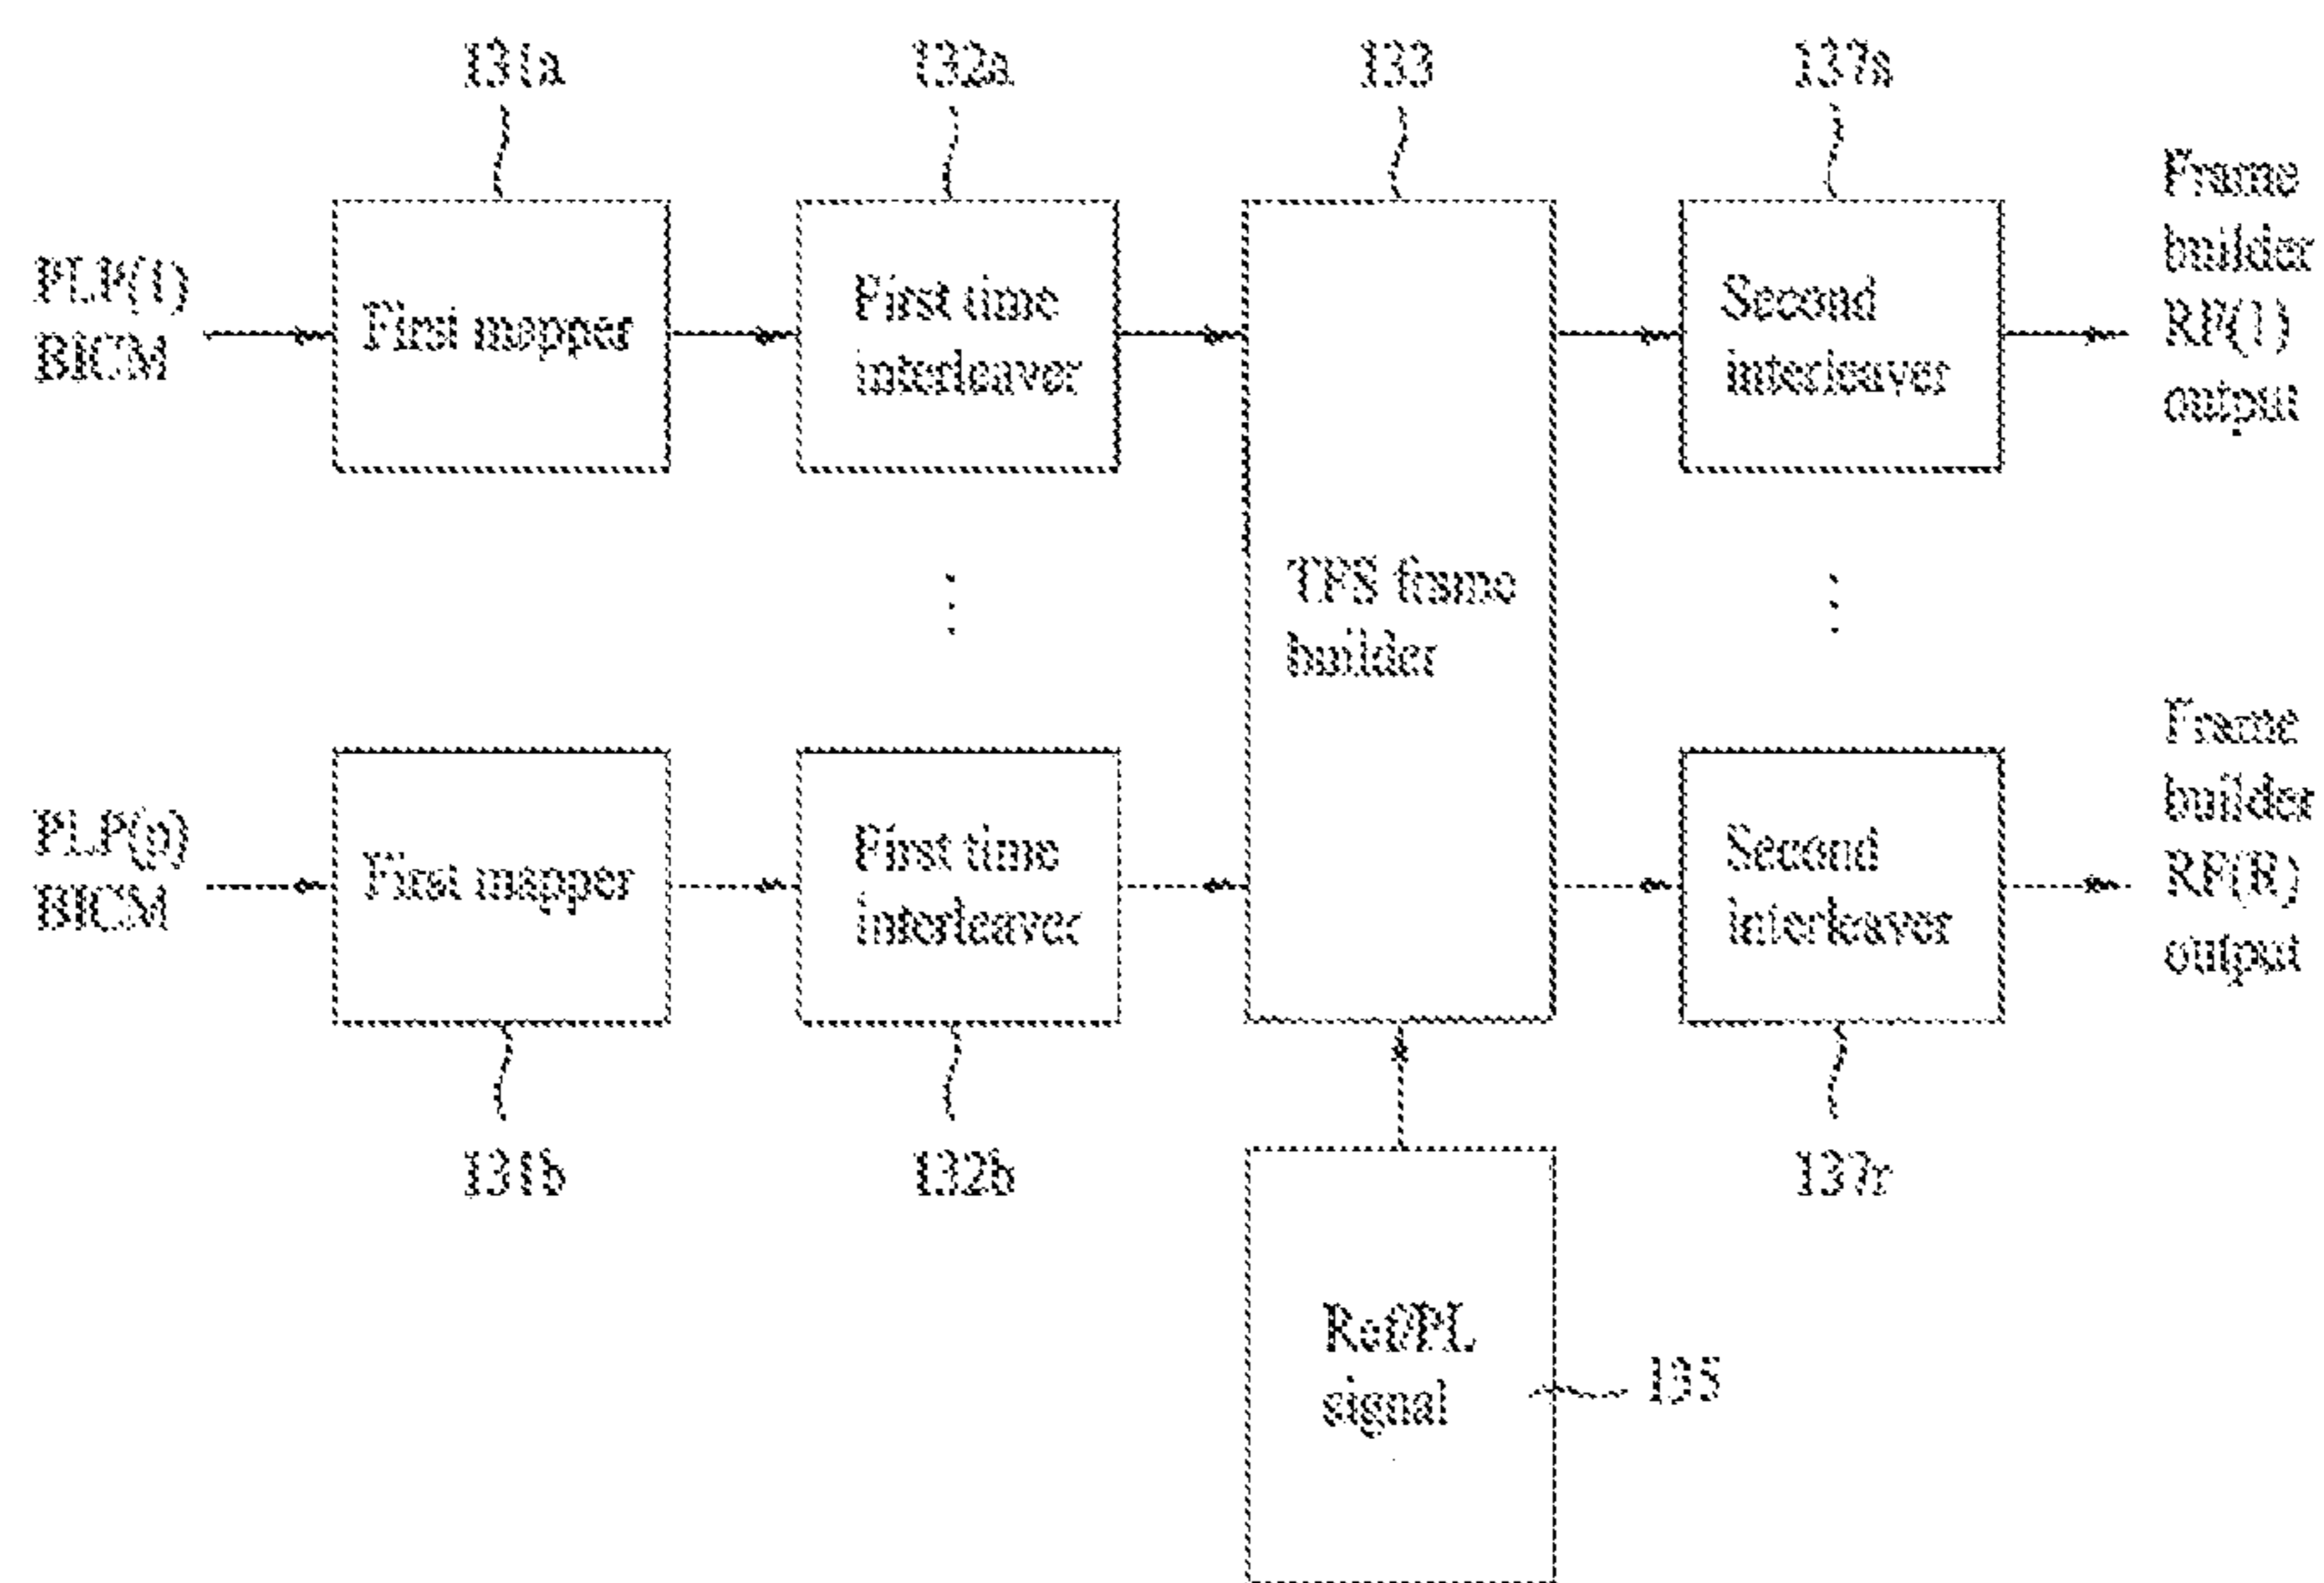 131a
132a
133
137a
PLP(1)
BICM
First mapper
First time
interleaver
TFS frame
builder
Second
interleaver
Frame
builder
RF(1)
output
PLP(p)
BICM
First mapper
First time
interleaver
Second
interleaver
Frame
builder
RF(R)
output
131b
132b
137r
Ref/PL
signal
135